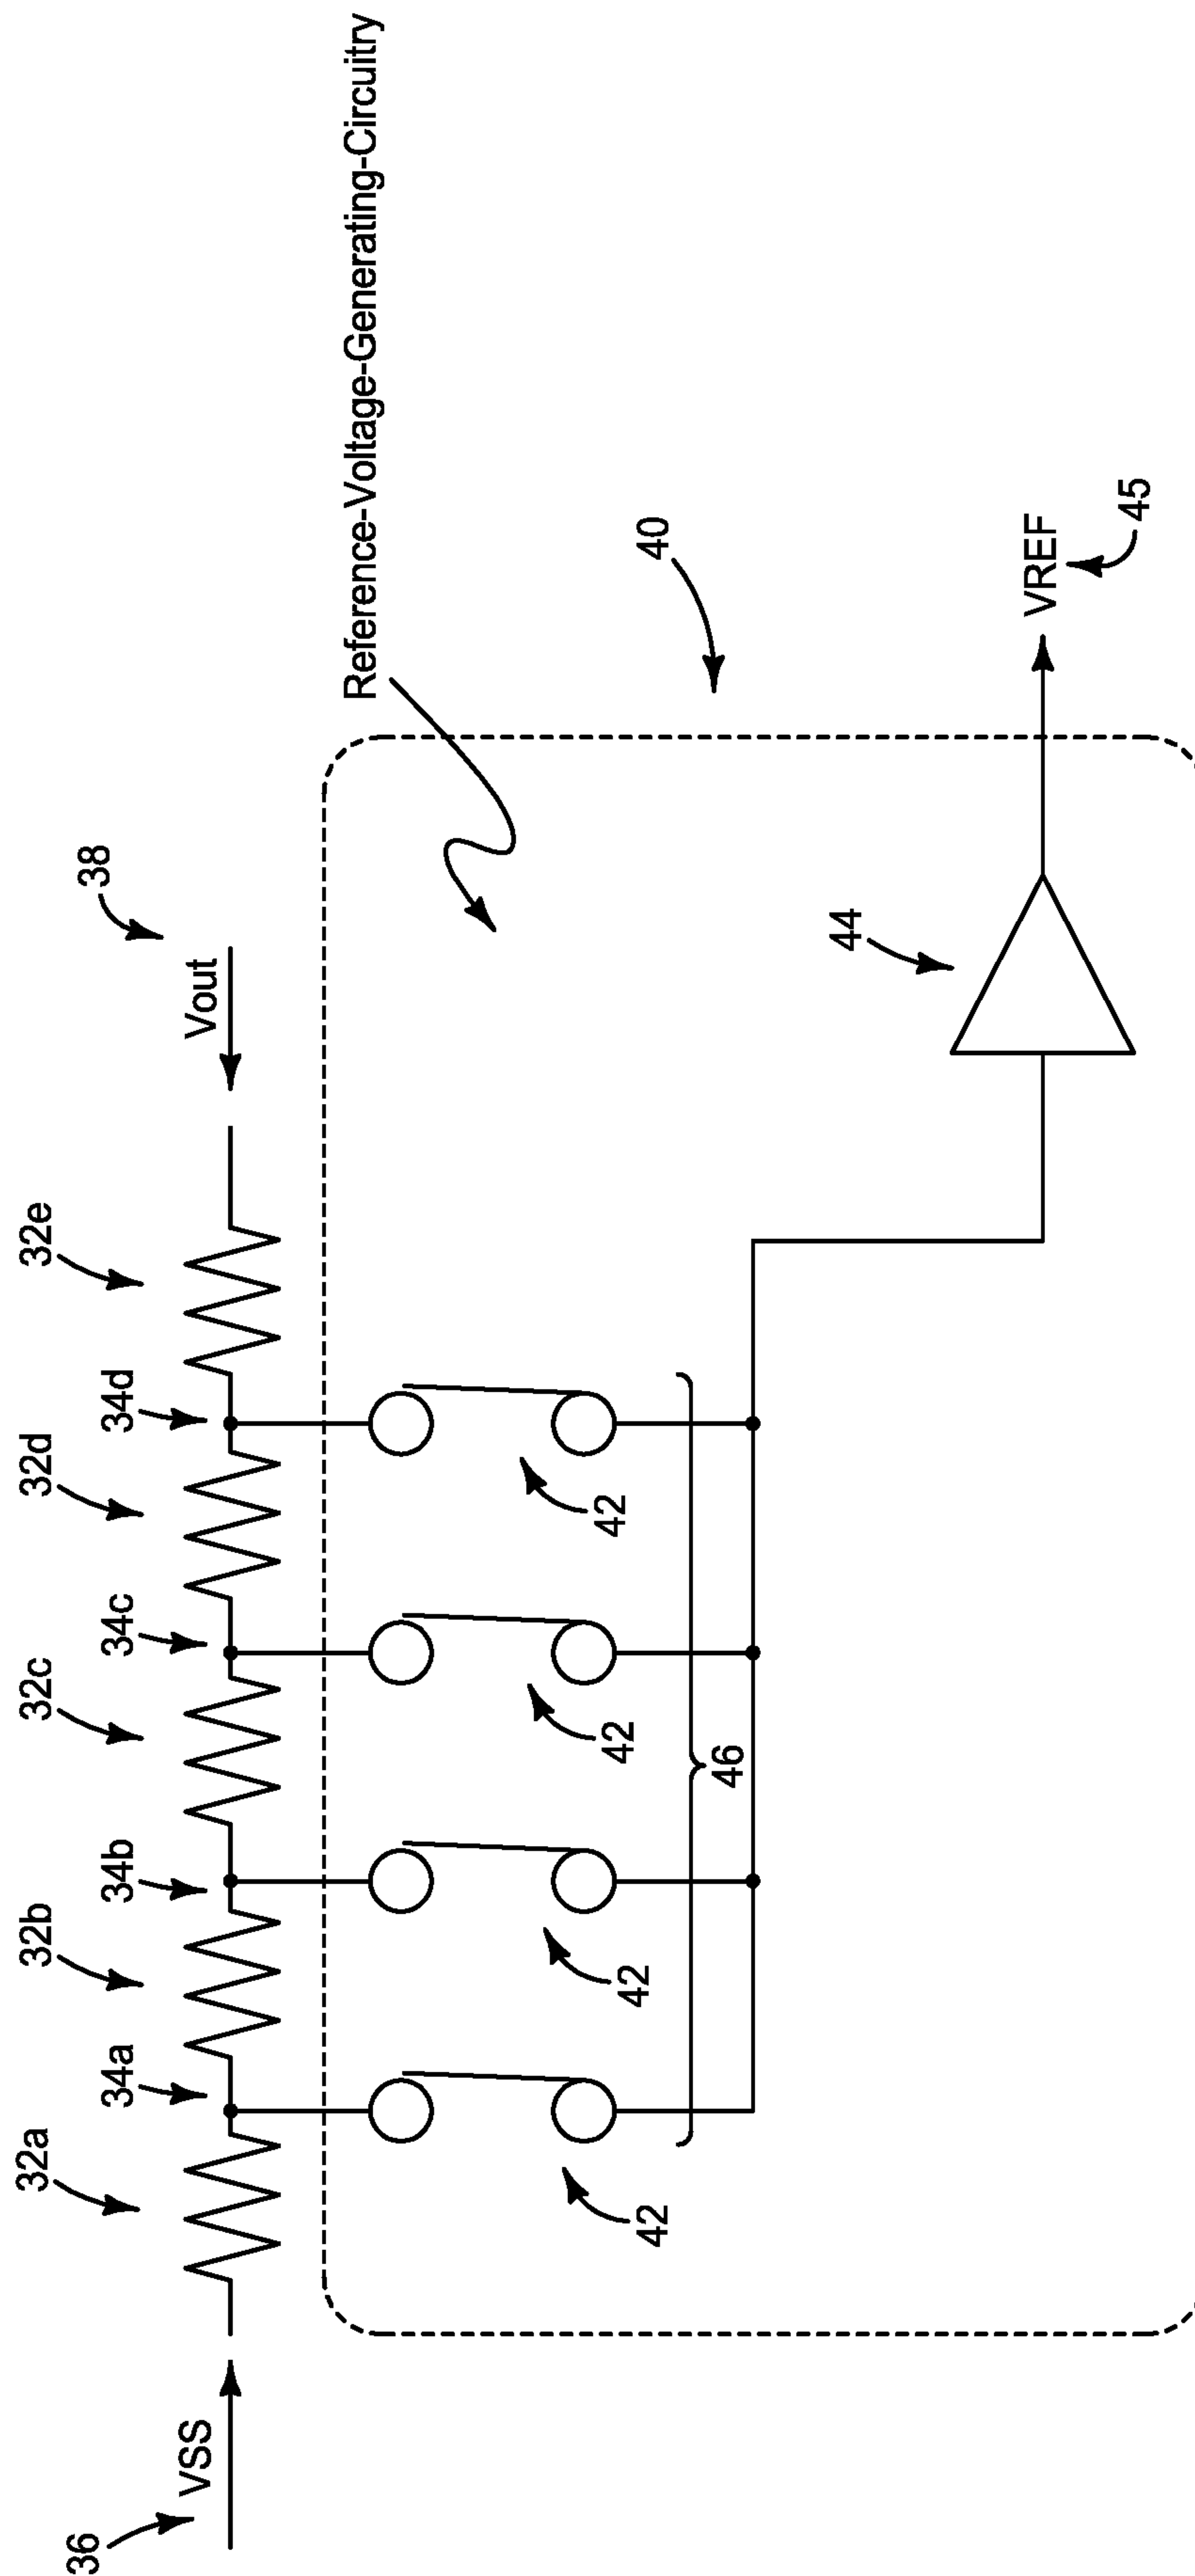 32a
32b
32c
32d
32e
34a
34b
34c
34d
36
VSS
Vout
38
Reference-Voltage-Generating-Circuitry
40
42
42
42
42
46
44
VREF
45